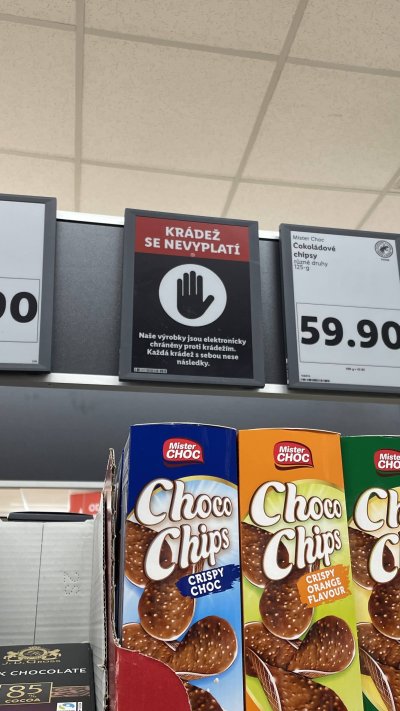 90
KRÁDEŽ
SE NEVYPLATÍ
Naše výrobky jsou elektronicky
chráněny proti krádežím.
Každá krádež s sebou nese
následky.
Mister Choc
Čokoládové
chipsy
různé druhy
125-g
59.90
Mister
CHOC
Choco
Chips
CRISPY
CHOC
Mister
CHOC
Choco
Chips
CRISPY
ORANGE
FLAVOUR
Mister
CHOC
J. D. GROSS
CHOCOLATE
85%
COCOA